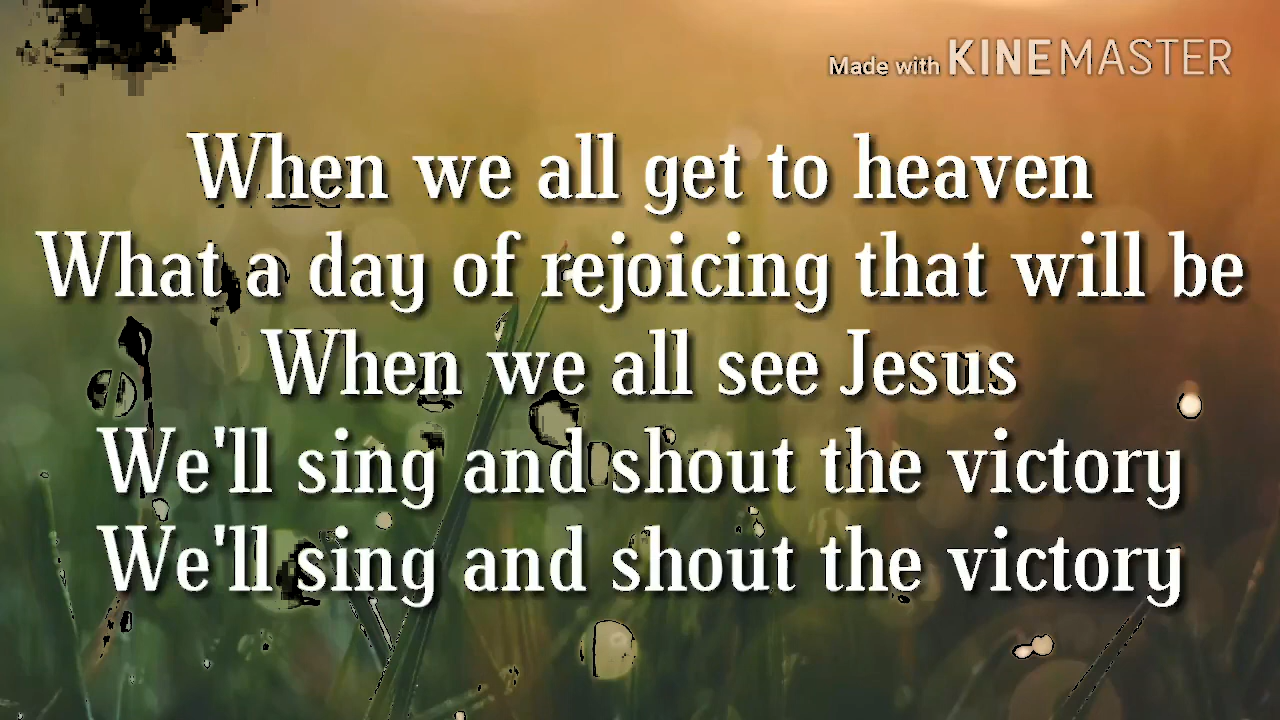 Made with KINEMASTER
When we all get to heaven
What a day of rejoicing that will be
When we all see Jesus
We'll sing and shout the victory
We'll sing and shout the victory